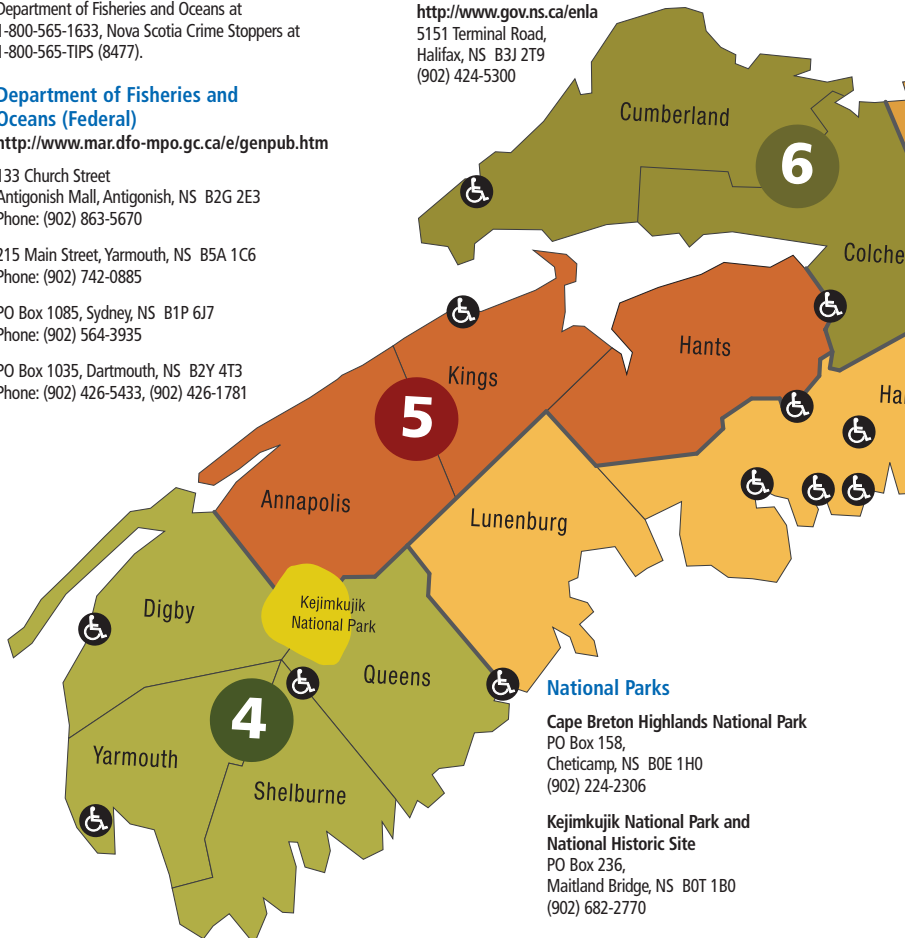 Department of Fisheries and Oceans at
1-800-565-1633, Nova Scotia Crime Stoppers at
1-800-565-TIPS (8477).
Department of Fisheries and
Oceans (Federal)
http://www.mar.dfo-mpo.gc.ca/e/genpub.htm
133 Church Street
Antigonish Mall, Antigonish, NS B2G 2E3
Phone: (902) 863-5670
215 Main Street, Yarmouth, NS B5A 1C6
Phone: (902) 742-0885
PO Box 1085, Sydney, NS B1P 6J7
Phone: (902) 564-3935
PO Box 1035, Dartmouth, NS B2Y 4T3
Phone: (902) 426-5433, (902) 426-1781
http://www.gov.ns.ca/enla
5151 Terminal Road,
Halifax, NS B3J 2T9
(902) 424-5300
Cumberland
6
Colche
Hants
Kings
Ha
5
Annapolis
Lunenburg
Kejimkujik
National Park
Digby
Queens
4
Yarmouth
Shelburne
National Parks
Cape Breton Highlands National Park
PO Box 158,
Cheticamp, NS B0E 1H0
(902) 224-2306
Kejimkujik National Park and
National Historic Site
PO Box 236,
Maitland Bridge, NS B0T 1B0
(902) 682-2770